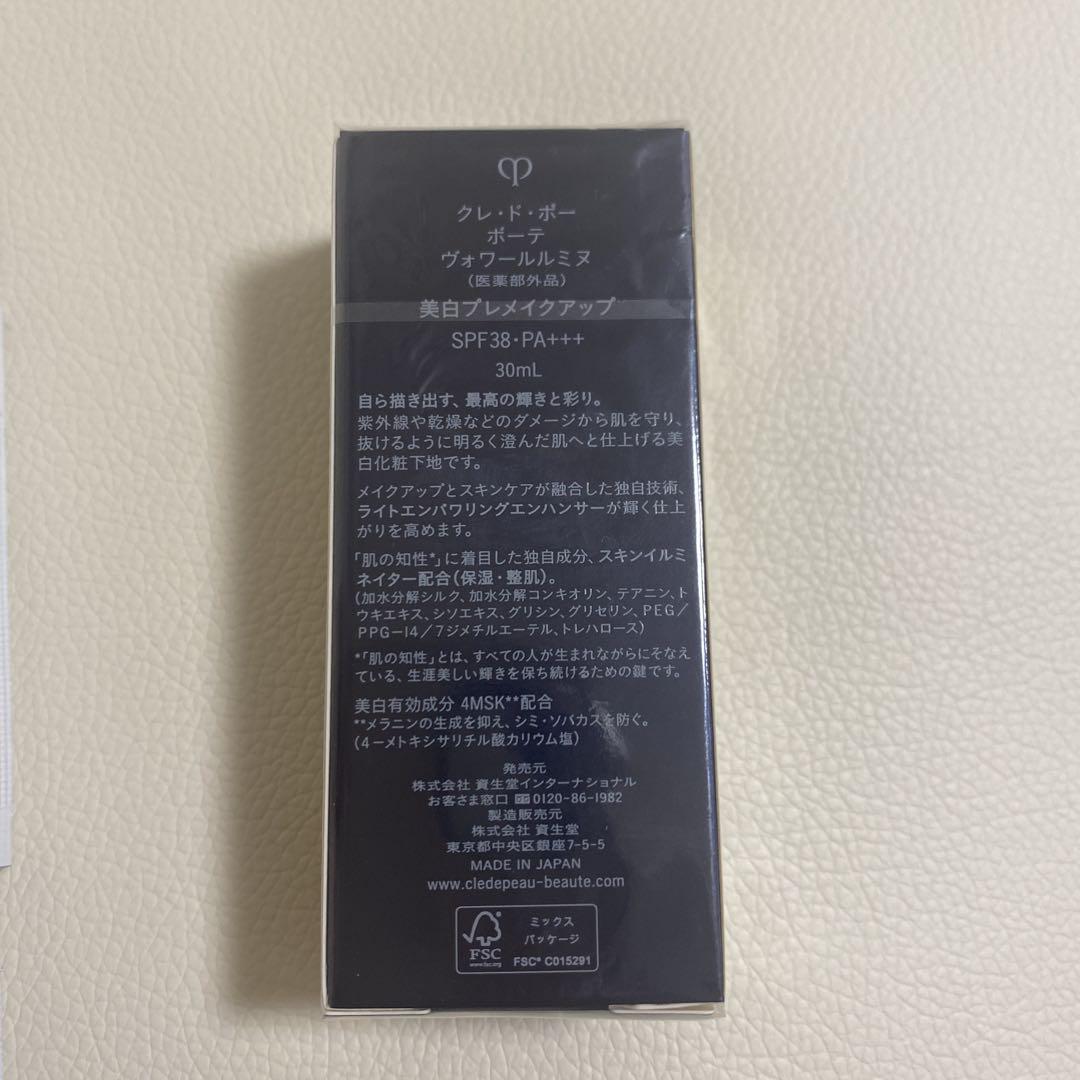 クレ・ド・ポー
ボーテ
ヴォワールルミヌ
(医薬部外品)
美白プレメイクアップ
SPF38・PA+++
30mL
自ら描き出す、最高の輝きと彩り。
紫外線や乾燥などのダメージから肌を守り、
抜けるように明るく澄んだ肌へと仕上げる美
白化粧下地です。
メイクアップとスキンケアが融合した独自技術、
ライトエンパワリングエンハンサーが輝く仕上
がりを高めます。
「肌の知性*」に着目した独自成分、スキンイルミ
ネイター配合(保湿・整肌)。
(加水分解シルク、加水分解コンキオリン、テアニン、ト
ウキエキス、シソエキス、グリシン、グリセリン、PEG/
PPG-14/7ジメチルエーテル、トレハロース)
*「肌の知性」とは、すべての人が生まれながらにそなえ
ている、生涯美しい輝きを保ち続けるための鍵です。
美白有効成分 4MSK**配合
**メラニンの生成を抑え、シミ・ソバカスを防ぐ。
(4-メトキシサリチル酸カリウム塩)
発売元
株式会社 資生堂インターナショナル
お客さま窓口 0120-86-1982
製造販売元
株式会社 資生堂
東京都中央区銀座7-5-5
MADE IN JAPAN
www.cledepeau-beaute.com
ミックス
パッケージ
FSC
www.fsc.org
FSC® C015291